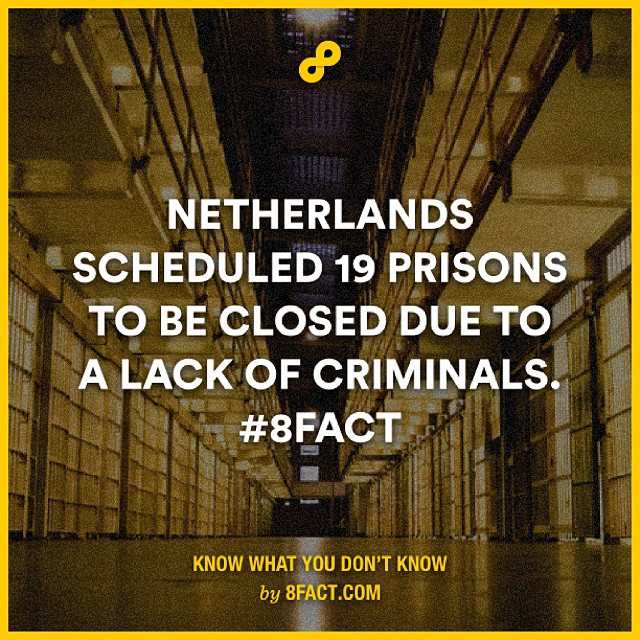 NETHERLANDS
SCHEDULED 19 PRISONS
TO BE CLOSED DUE TO
A LACK OF CRIMINALS.
#8FACT
KNOW WHAT YOU DON'T KNOW
by 8FACT.COM